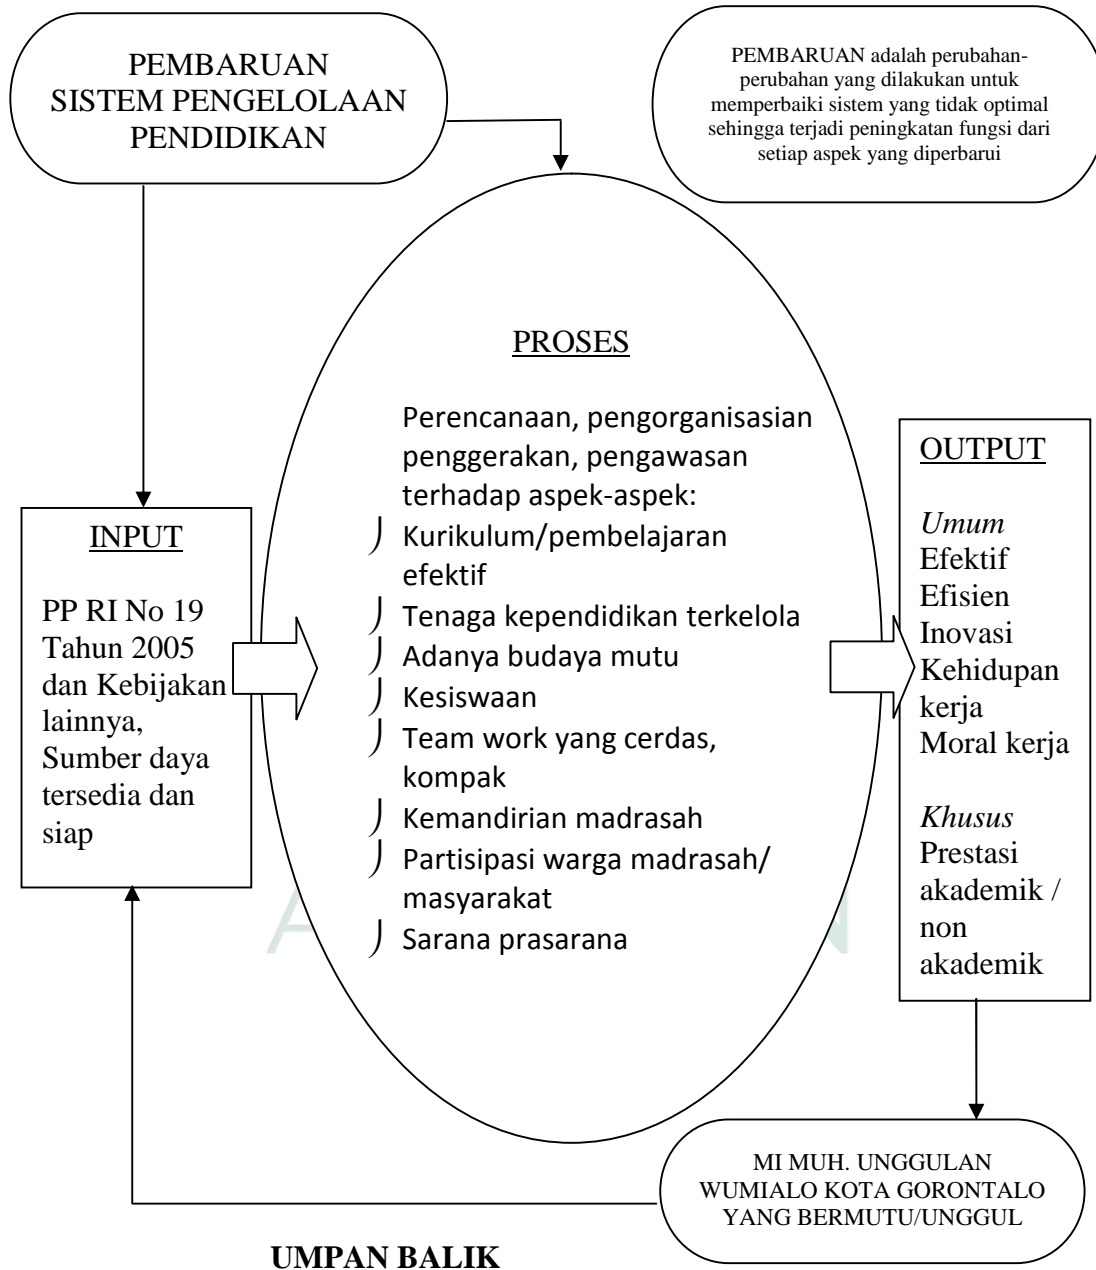 PEMBARUAN
SISTEM PENGELOLAAN
PENDIDIKAN
PEMBARUAN adalah perubahan-
perubahan yang dilakukan untuk
memperbaiki sistem yang tidak optimal
sehingga terjadi peningkatan fungsi dari
setiap aspek yang diperbarui
PROSES
Perencanaan, pengorganisasian
penggerakan, pengawasan
terhadap aspek-aspek:
Kurikulum/pembelajaran
efektif
Tenaga kependidikan terkelola
Adanya budaya mutu
Kesiswaan
Team work yang cerdas,
kompak
Kemandirian madrasah
Partisipasi warga madrasah/
masyarakat
Sarana prasarana
INPUT
PP RI No 19
Tahun 2005
dan Kebijakan
lainnya,
Sumber daya
tersedia dan
siap
OUTPUT
Umum
Efektif
Efisien
Inovasi
Kehidupan
kerja
Moral kerja
Khusus
Prestasi
akademik /
non
akademik
MI MUH. UNGGULAN
WUMIALO KOTA GORONTALO
YANG BERMUTU/UNGGUL
UMPAN BALIK